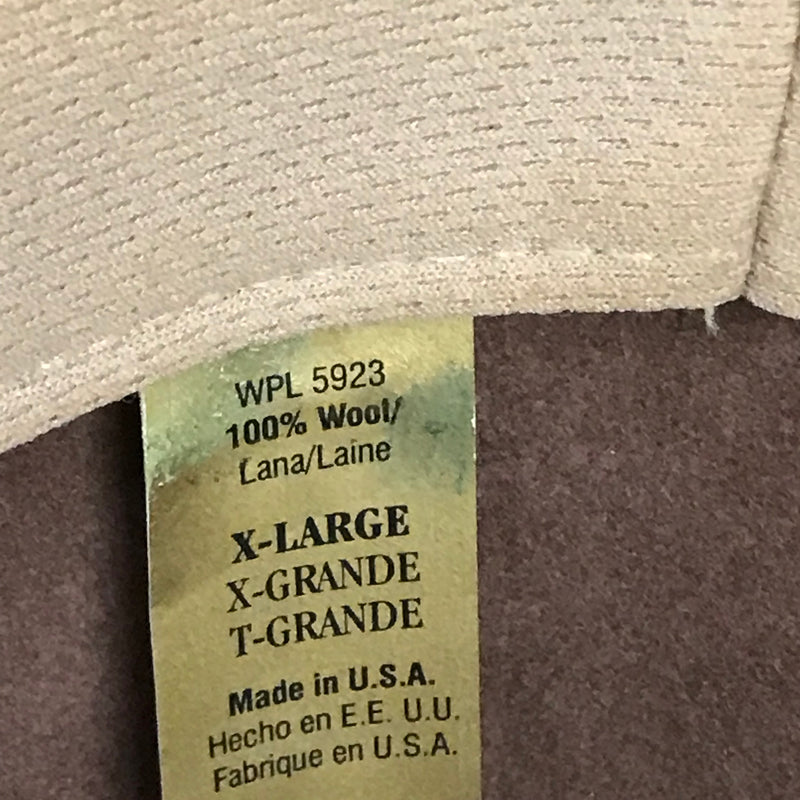 WPL 5923
100% Wool/
Lana/Laine
X-LARGE
X-GRANDE
T-GRANDE
Made in U.S.A.
Hecho en E.E. U.U.
Fabrique en U.S.A.